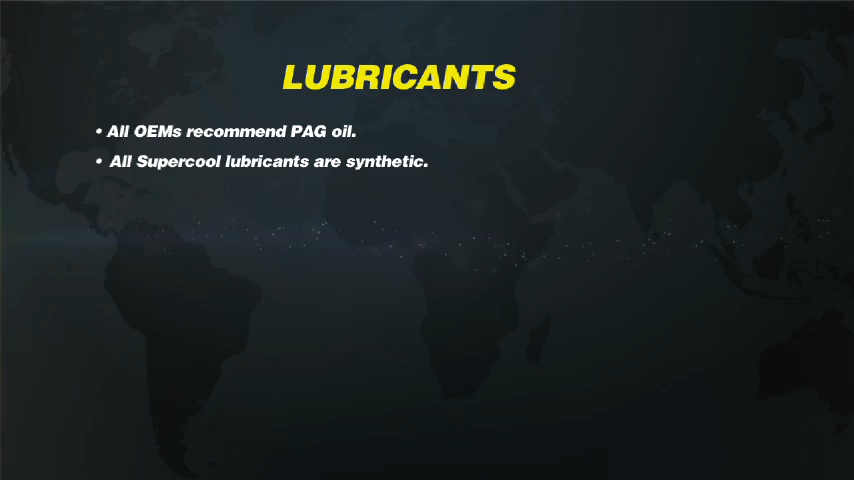 LUBRICANTS
• All OEMs recommend PAG oil.
• All Supercool lubricants are synthetic.